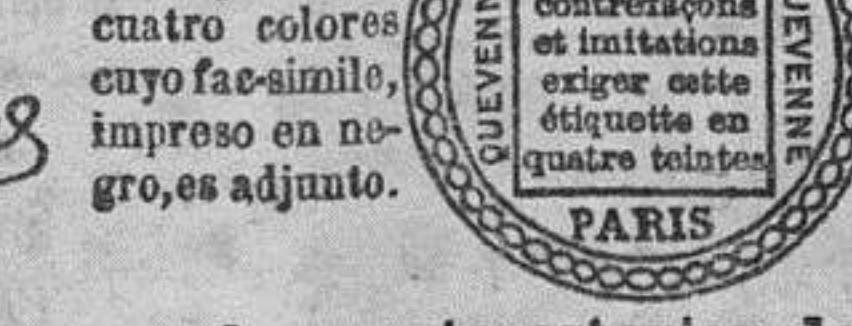 cuatro colores
cuyo fac-simile,
impreso en ne-
gro, es adjunto.
contrefaçons
et imitations
exiger cette
étiquette en
quatre teintes
QUEVENNE
PARIS